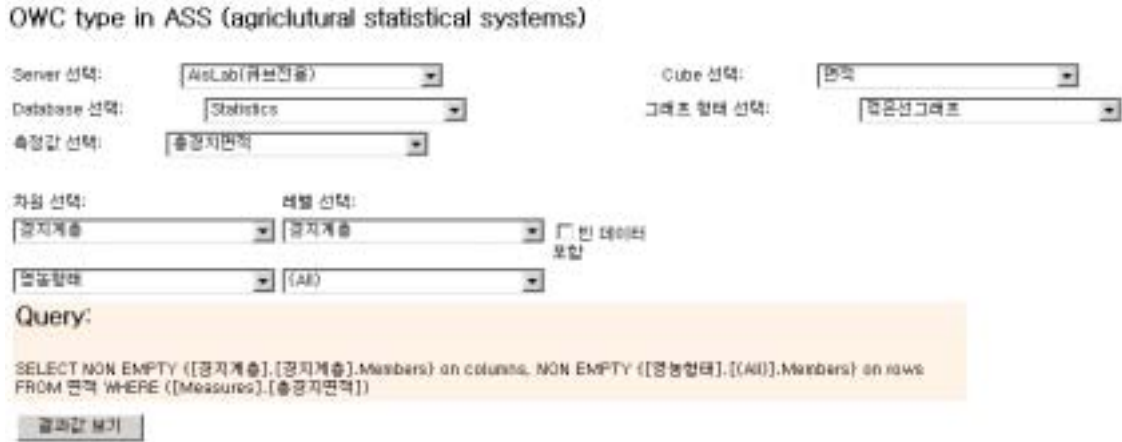 OWC type in ASS (agriclutural statistical systems)
Server 선택: AisLab(큐브전용) Cube 선택: 면적
Database 선택: Statistics 그래프 형태 선택: 꺾은선그래프
측정값 선택: 총경지면적
차원 선택: 레벨 선택:
경지계층 경지계층 빈 데이터
포함
영농형태 (All)
Query:
SELECT NON EMPTY {[경지계층].[경지계층].Members} on columns, NON EMPTY {[영농형태].[(All)].Members} on rows
FROM 면적 WHERE ([Measures].[총경지면적])
결과값 보기